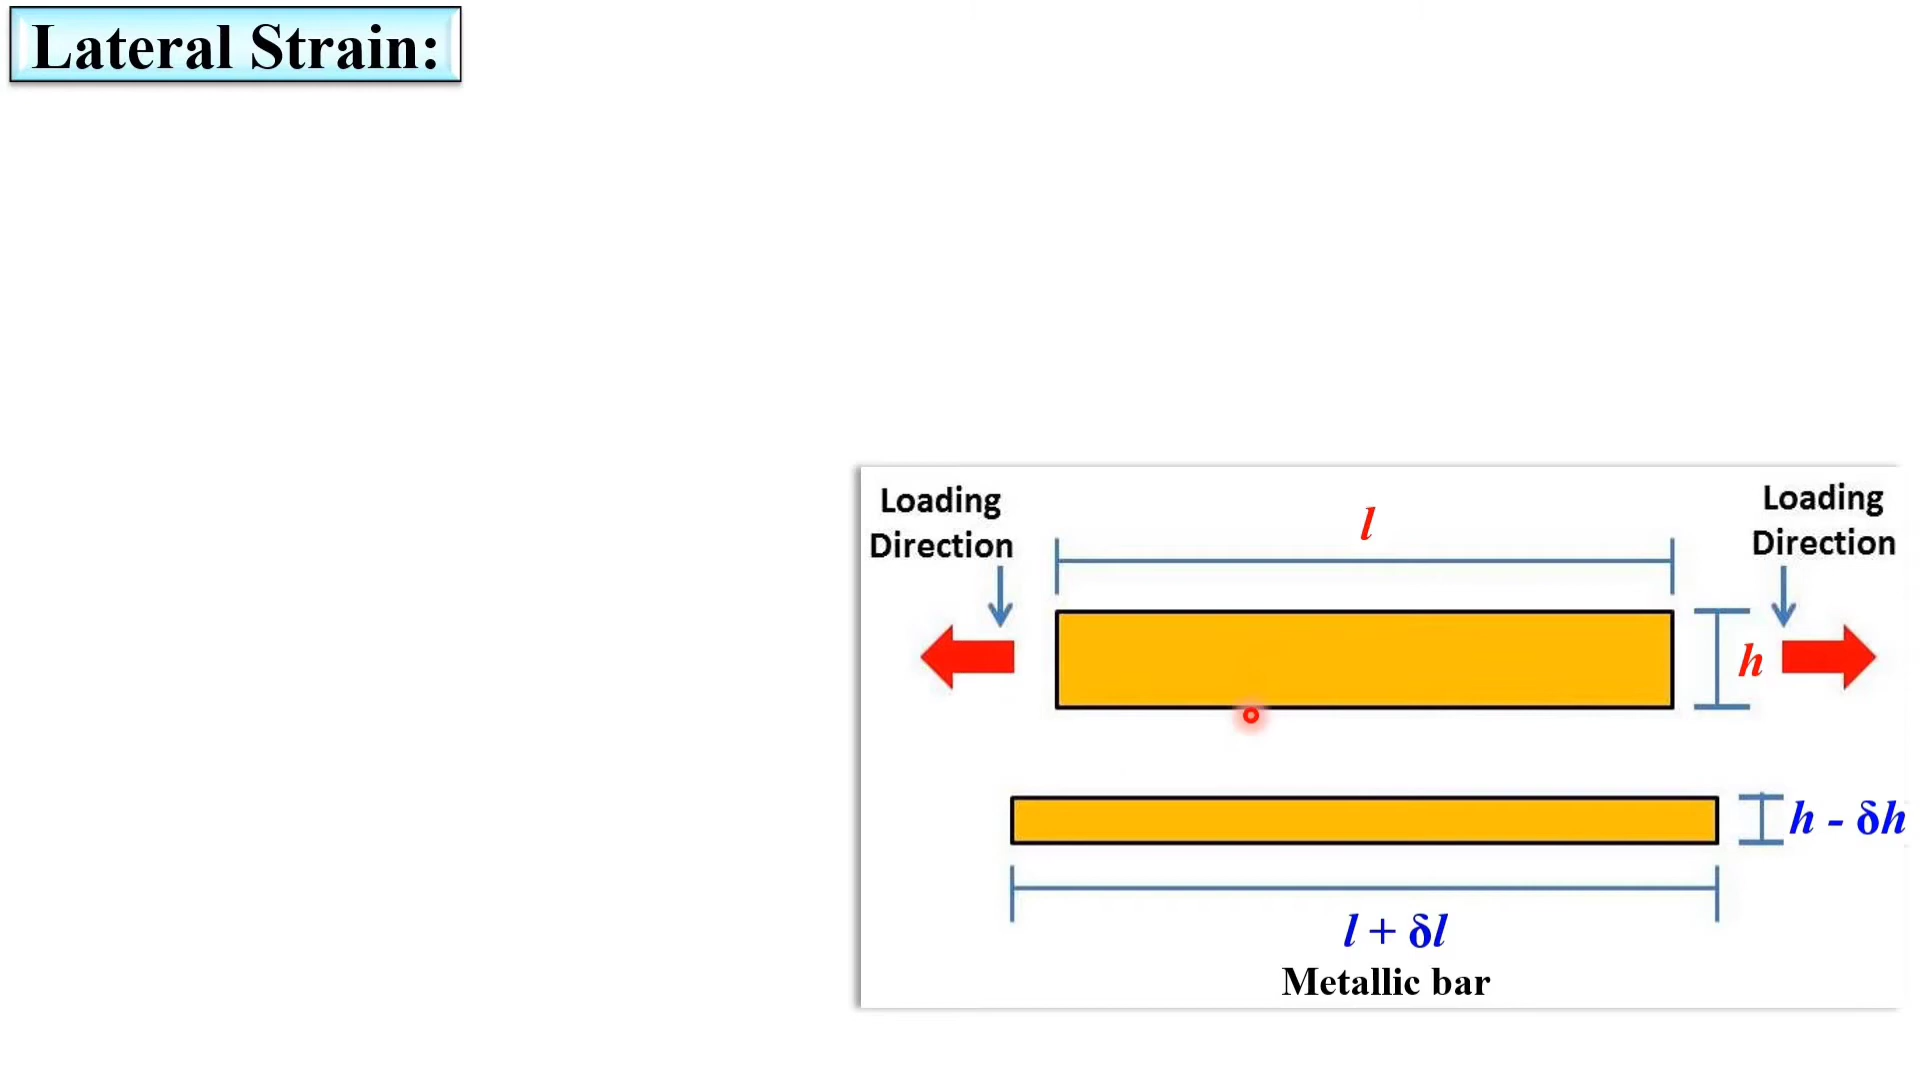 Lateral Strain:
Loading
Direction
l
Loading
Direction
h
h - δh
l + δl
Metallic bar